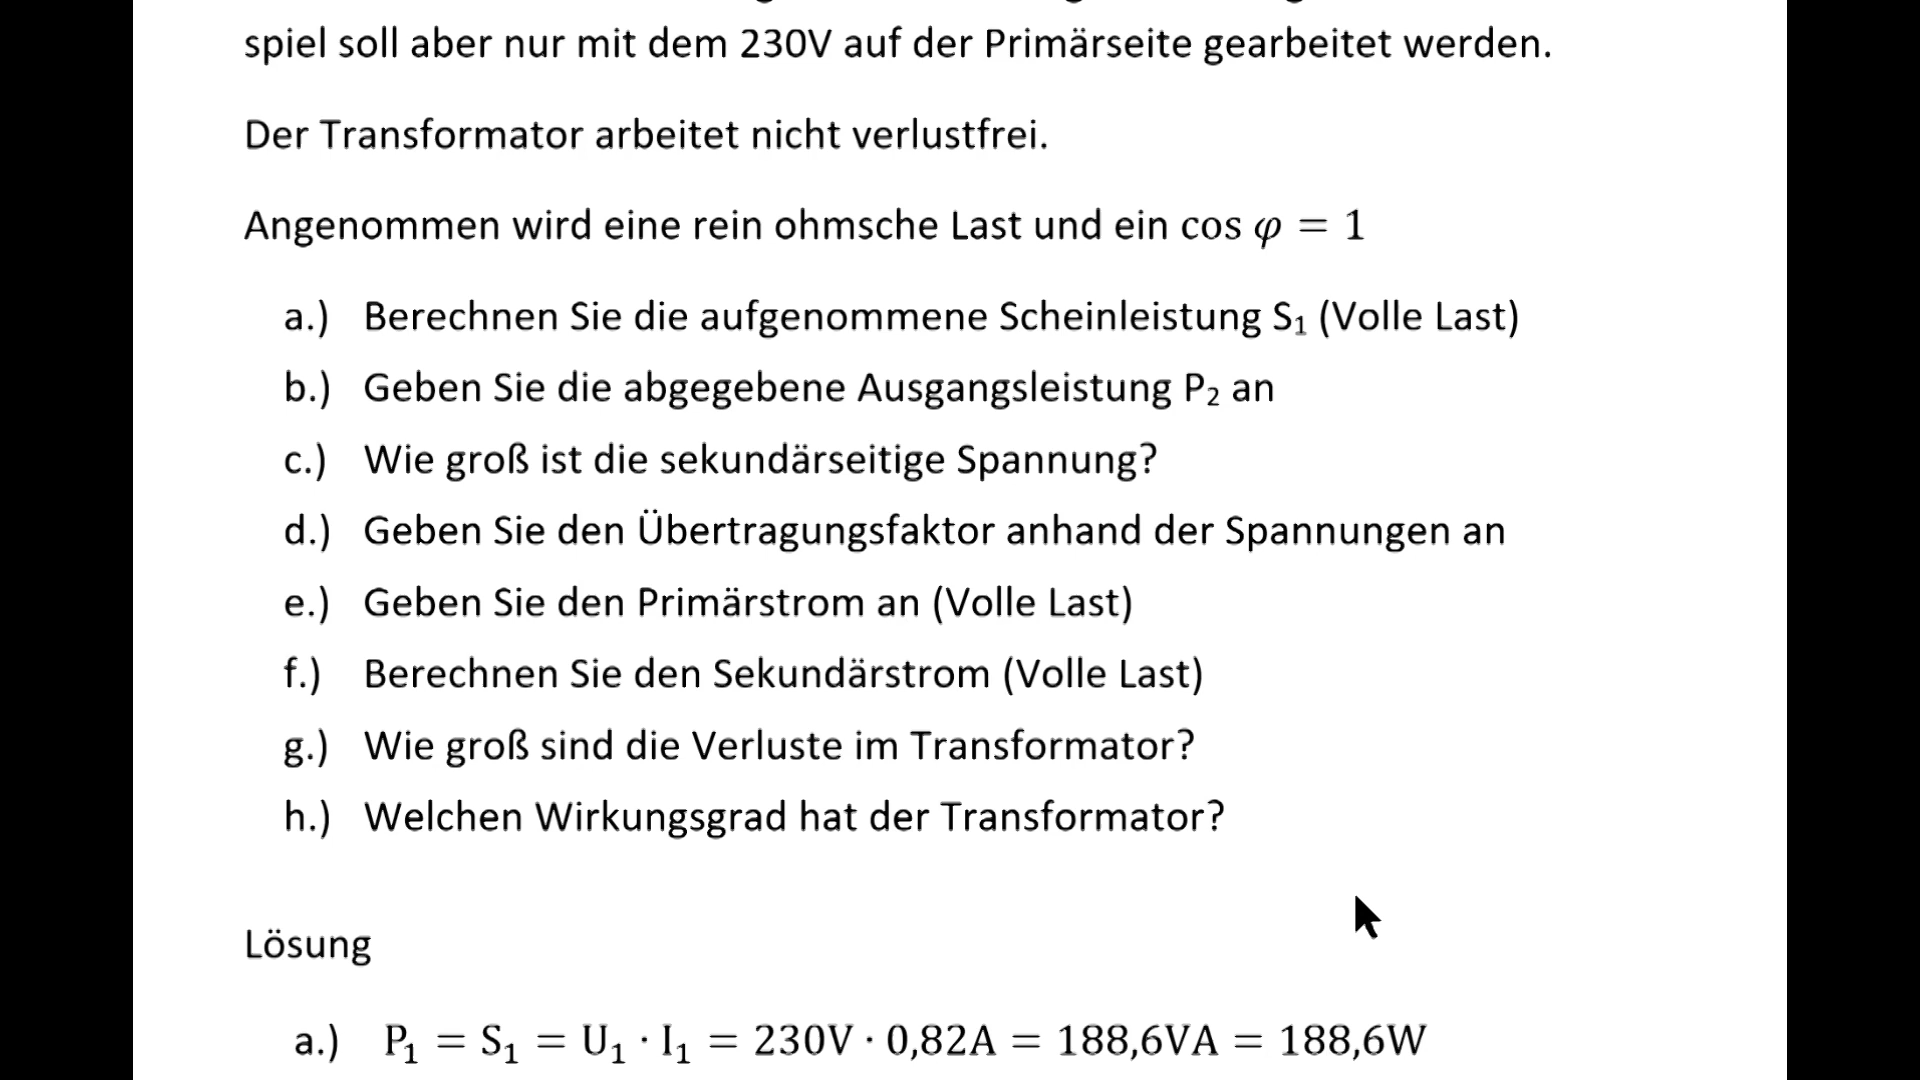 spiel soll aber nur mit dem 230V auf der Primärseite gearbeitet werden.
Der Transformator arbeitet nicht verlustfrei.
Angenommen wird eine rein ohmsche Last und ein cos φ = 1
a.) Berechnen Sie die aufgenommene Scheinleistung S₁ (Volle Last)
b.) Geben Sie die abgegebene Ausgangsleistung P₂ an
c.) Wie groß ist die sekundärseitige Spannung?
d.) Geben Sie den Übertragungsfaktor anhand der Spannungen an
e.) Geben Sie den Primärstrom an (Volle Last)
f.) Berechnen Sie den Sekundärstrom (Volle Last)
g.) Wie groß sind die Verluste im Transformator?
h.) Welchen Wirkungsgrad hat der Transformator?
Lösung
a.) P₁ = S₁ = U₁ · I₁ = 230V · 0,82A = 188,6VA = 188,6W